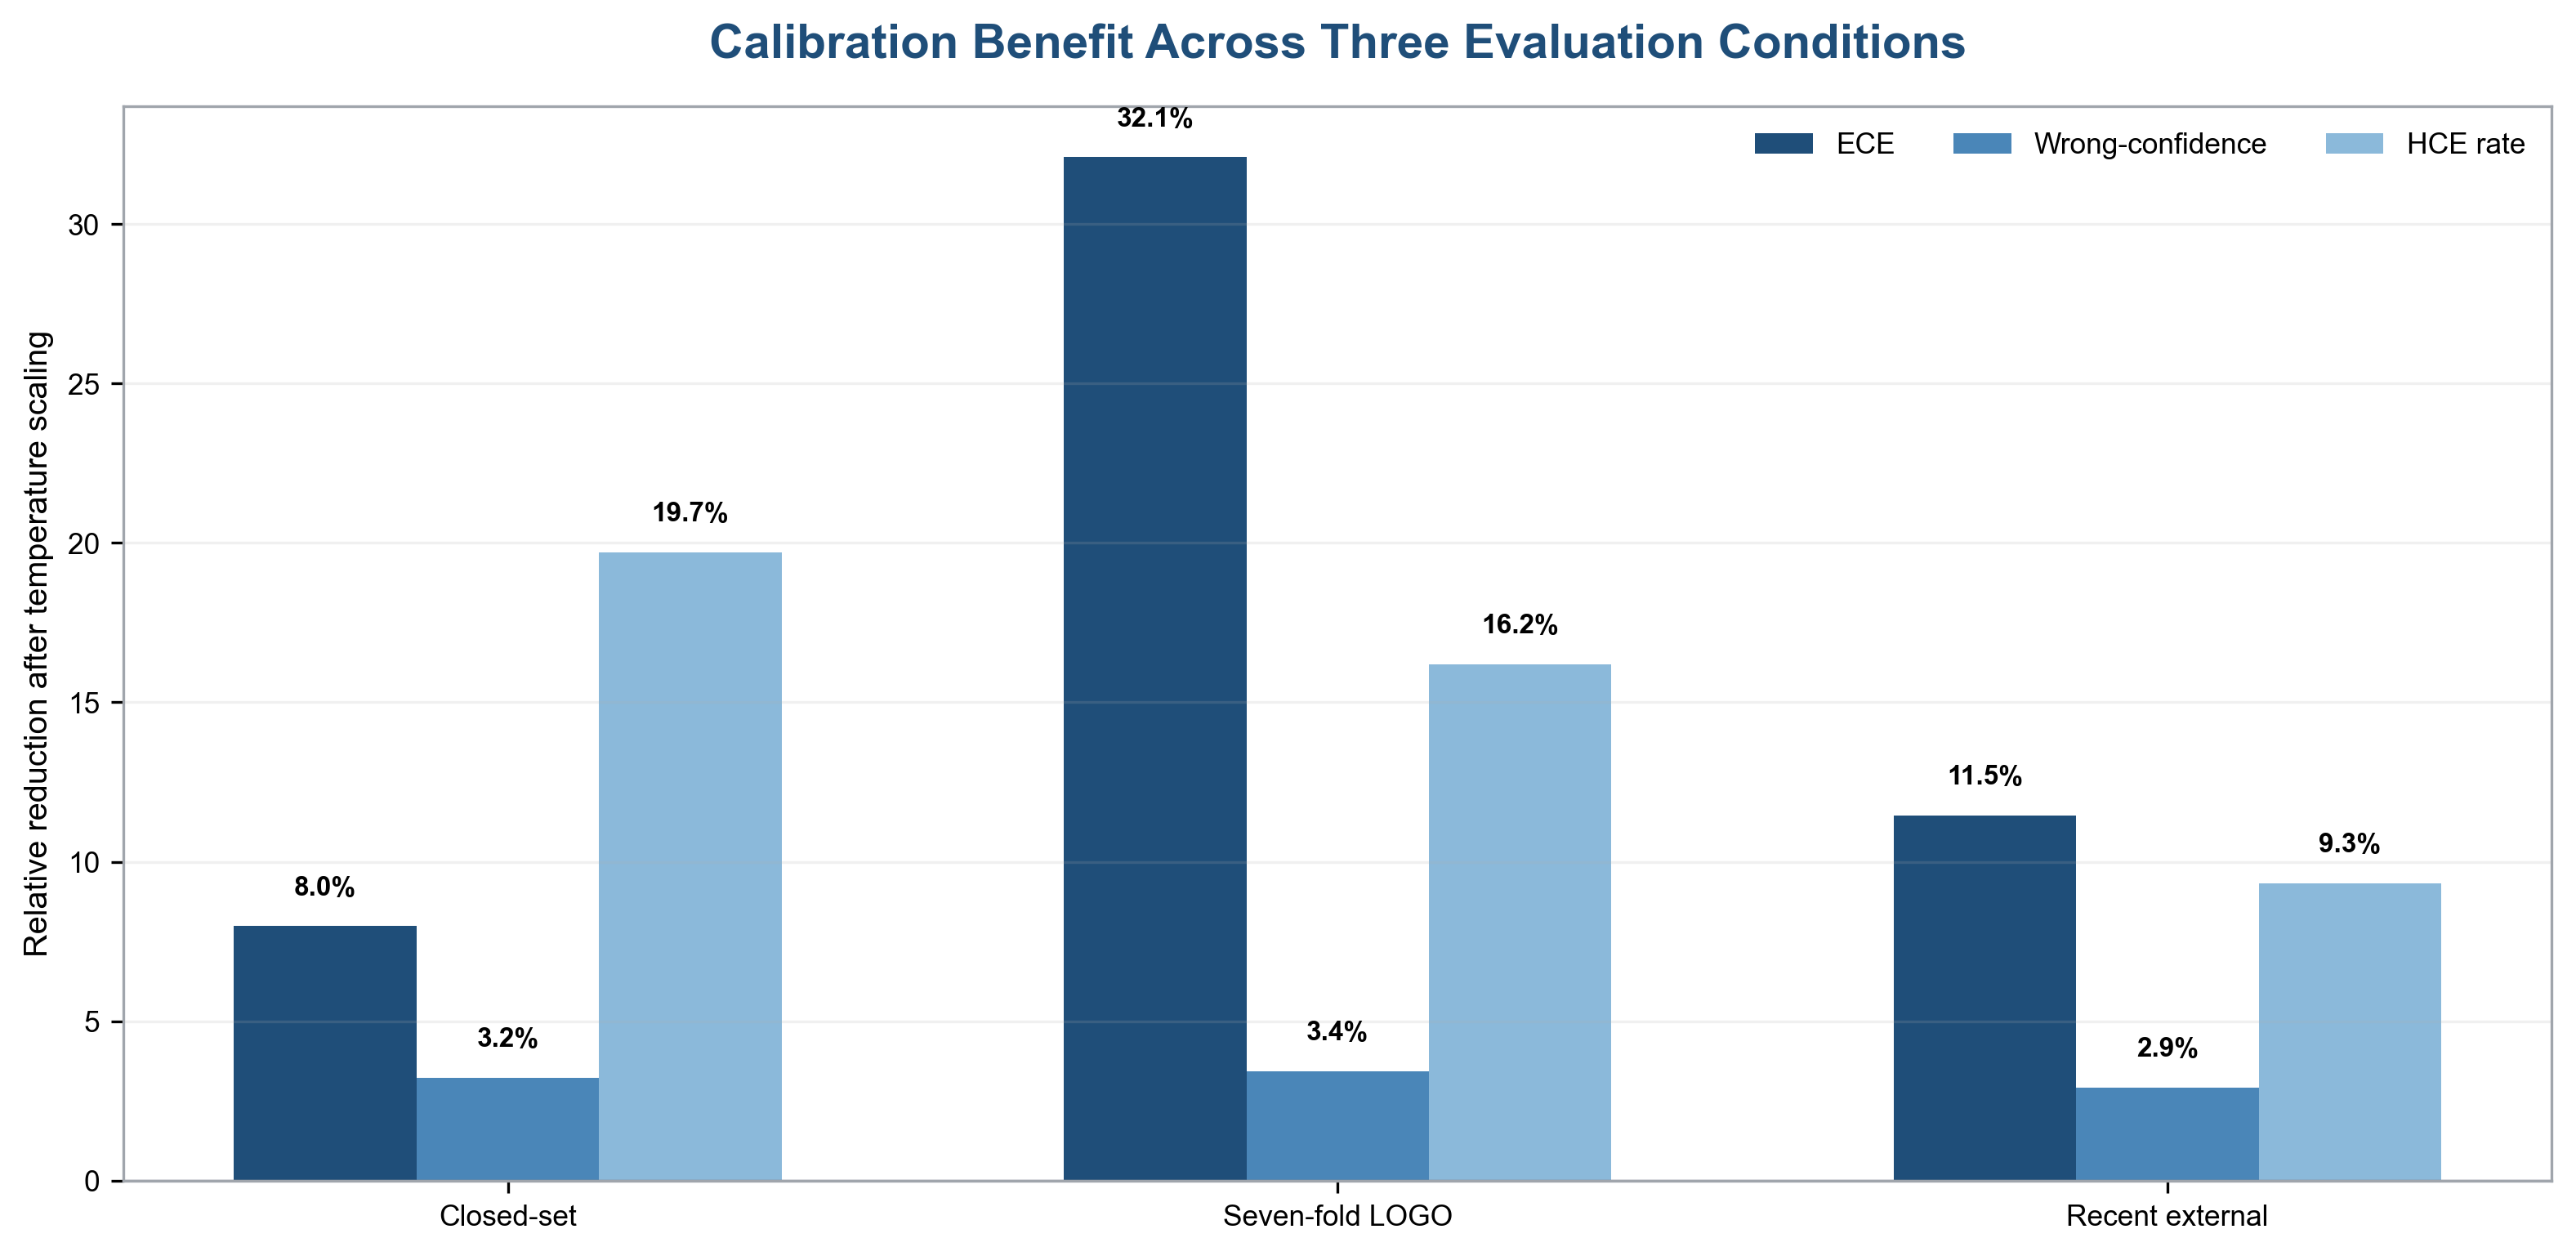 Calibration Benefit Across Three Evaluation Conditions
Relative reduction after temperature scaling
ECE
Wrong-confidence
HCE rate
30
25
20
15
10
5
0
8.0%
3.2%
19.7%
32.1%
3.4%
16.2%
11.5%
2.9%
9.3%
Closed-set
Seven-fold LOGO
Recent external